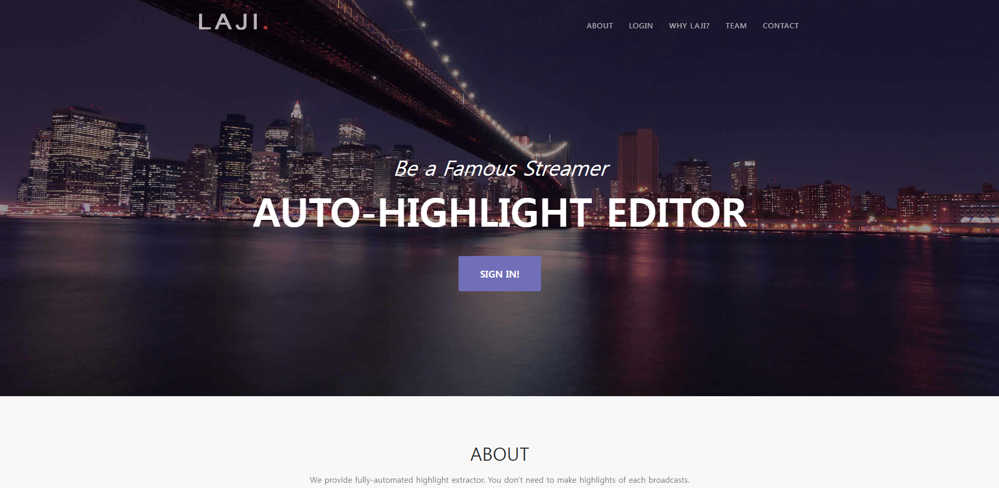 LAJI.
ABOUT LOGIN WHY LAJI? TEAM CONTACT
Be a Famous Streamer
AUTO-HIGHLIGHT EDITOR
SIGN IN!
ABOUT
We provide fully-automated highlight extractor. You don't need to make highlights of each broadcasts.